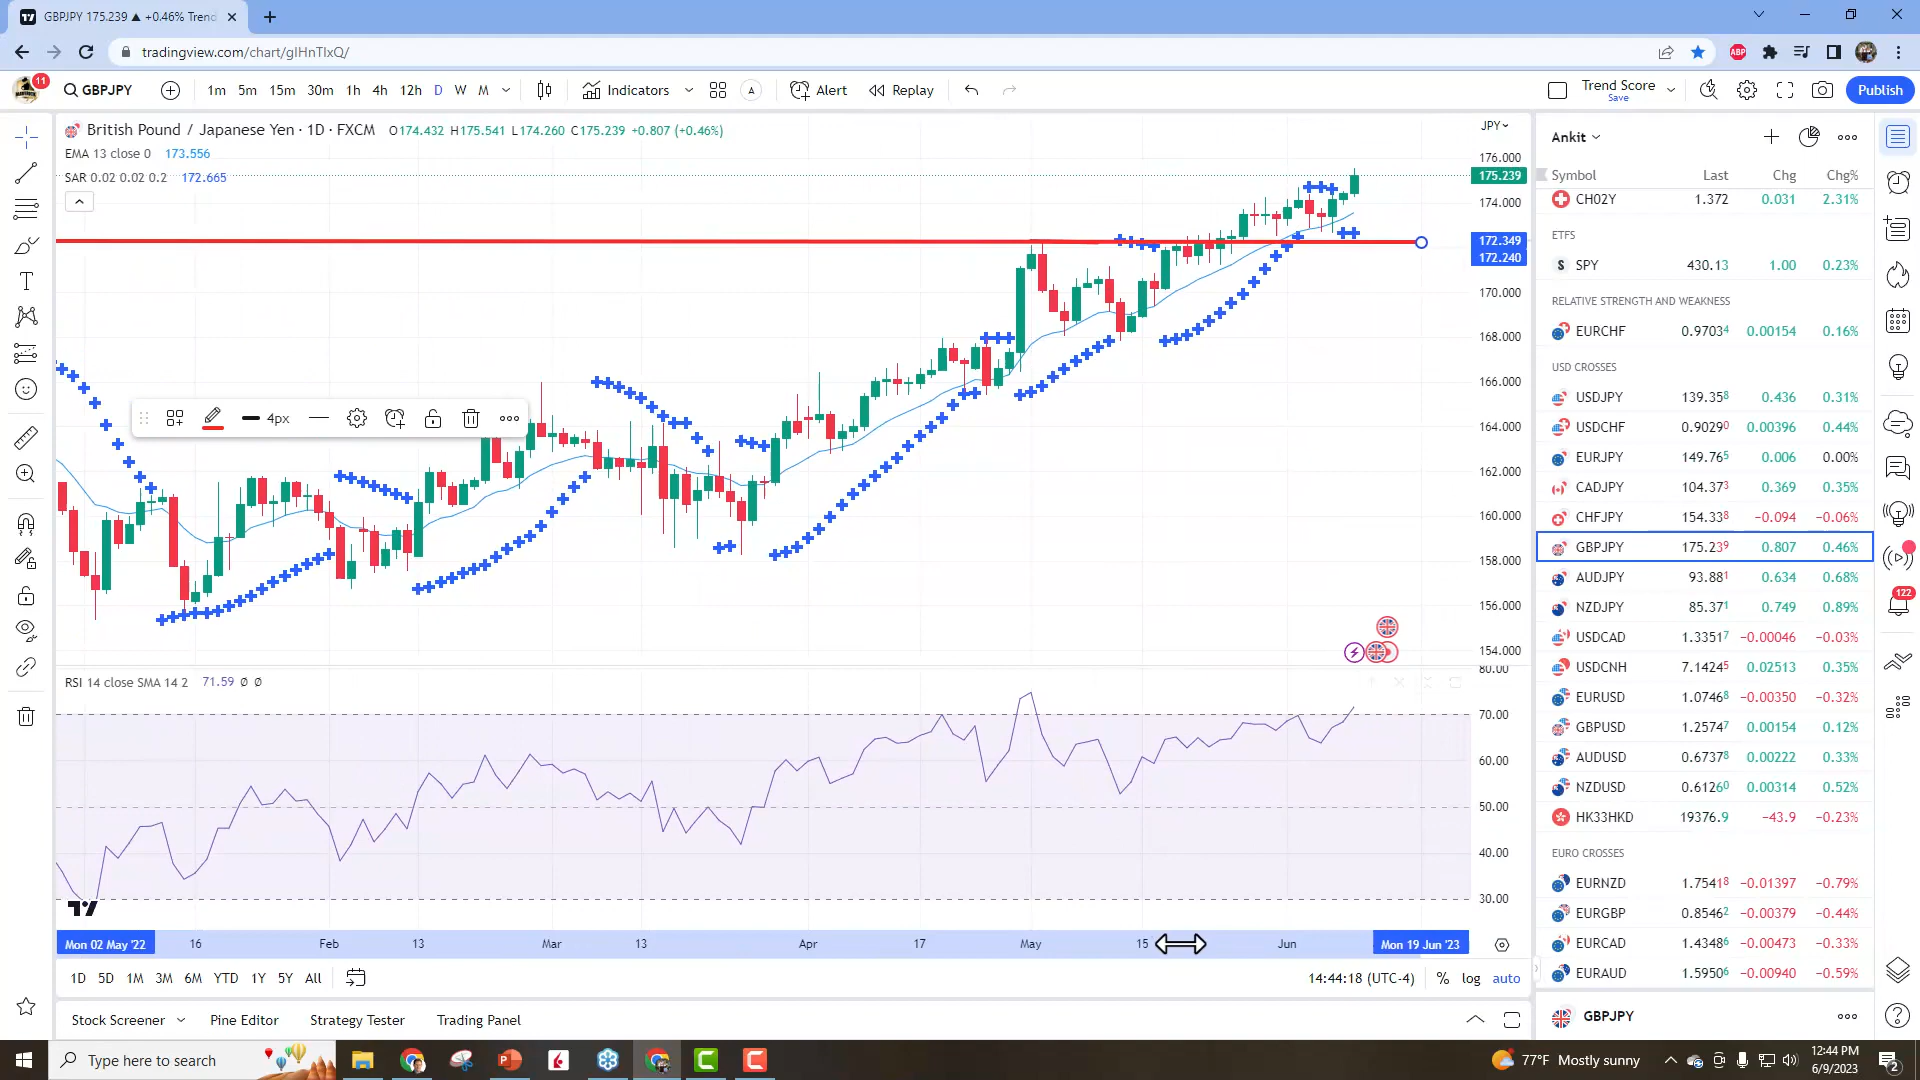 GBPJPY 175.239 ▲ +0.46% Trend
tradingview.com/chart/gIHnTIxQ/
ABP
11
GBPJPY
1m 5m 15m 30m 1h 4h 12h D W M
Indicators
A
Alert
Replay
Trend Score
Save
Publish
British Pound / Japanese Yen · 1D · FXCM O174.432 H175.541 L174.260 C175.239 +0.807 (+0.46%)
EMA 13 close 0 173.556
SAR 0.02 0.02 0.2 172.665
4px
JPY
176.000
175.239
174.000
172.349
172.240
170.000
168.000
166.000
164.000
162.000
160.000
158.000
156.000
154.000
RSI 14 close SMA 14 2 71.59 Ø Ø
80.00
70.00
60.00
50.00
40.00
30.00
Mon 02 May '22 16 Feb 13 Mar 13 Apr 17 May 15 Jun Mon 19 Jun '23
1D 5D 1M 3M 6M YTD 1Y 5Y All
14:44:18 (UTC-4) % log auto
Stock Screener Pine Editor Strategy Tester Trading Panel
Ankit
Symbol Last Chg Chg%
CH02Y 1.372 0.031 2.31%
ETFS
S SPY 430.13 1.00 0.23%
RELATIVE STRENGTH AND WEAKNESS
EURCHF 0.97034 0.00154 0.16%
USD CROSSES
USDJPY 139.358 0.436 0.31%
USDCHF 0.90290 0.00396 0.44%
EURJPY 149.765 0.006 0.00%
CADJPY 104.373 0.369 0.35%
CHFJPY 154.338 −0.094 −0.06%
GBPJPY 175.239 0.807 0.46%
AUDJPY 93.881 0.634 0.68%
NZDJPY 85.371 0.749 0.89%
USDCAD 1.33517 −0.00046 −0.03%
USDCNH 7.14245 0.02513 0.35%
EURUSD 1.07468 −0.00350 −0.32%
GBPUSD 1.25747 0.00154 0.12%
AUDUSD 0.67378 0.00222 0.33%
NZDUSD 0.61260 0.00314 0.52%
HK33HKD 19376.9 −43.9 −0.23%
EURO CROSSES
EURNZD 1.75418 −0.01397 −0.79%
EURGBP 0.85462 −0.00379 −0.44%
EURCAD 1.43486 −0.00473 −0.33%
EURAUD 1.59506 −0.00940 −0.59%
GBPJPY
122
Type here to search
77°F Mostly sunny
12:44 PM
6/9/2023
2